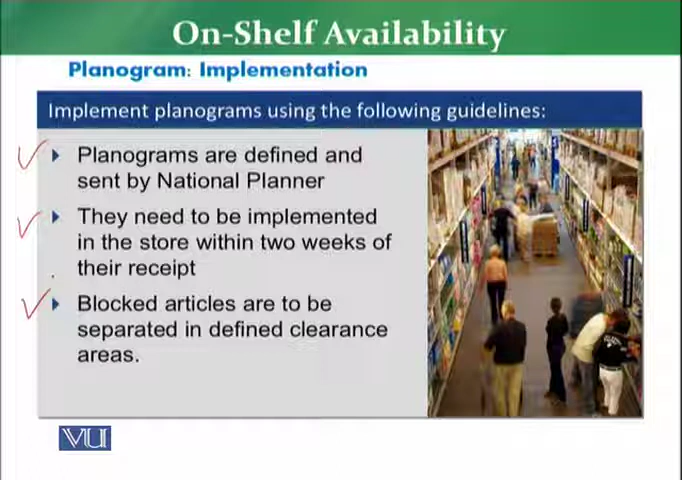 On-Shelf Availability
Planogram: Implementation
Implement planograms using the following guidelines:
Planograms are defined and
sent by National Planner
They need to be implemented
in the store within two weeks of
their receipt
Blocked articles are to be
separated in defined clearance
areas.
VU